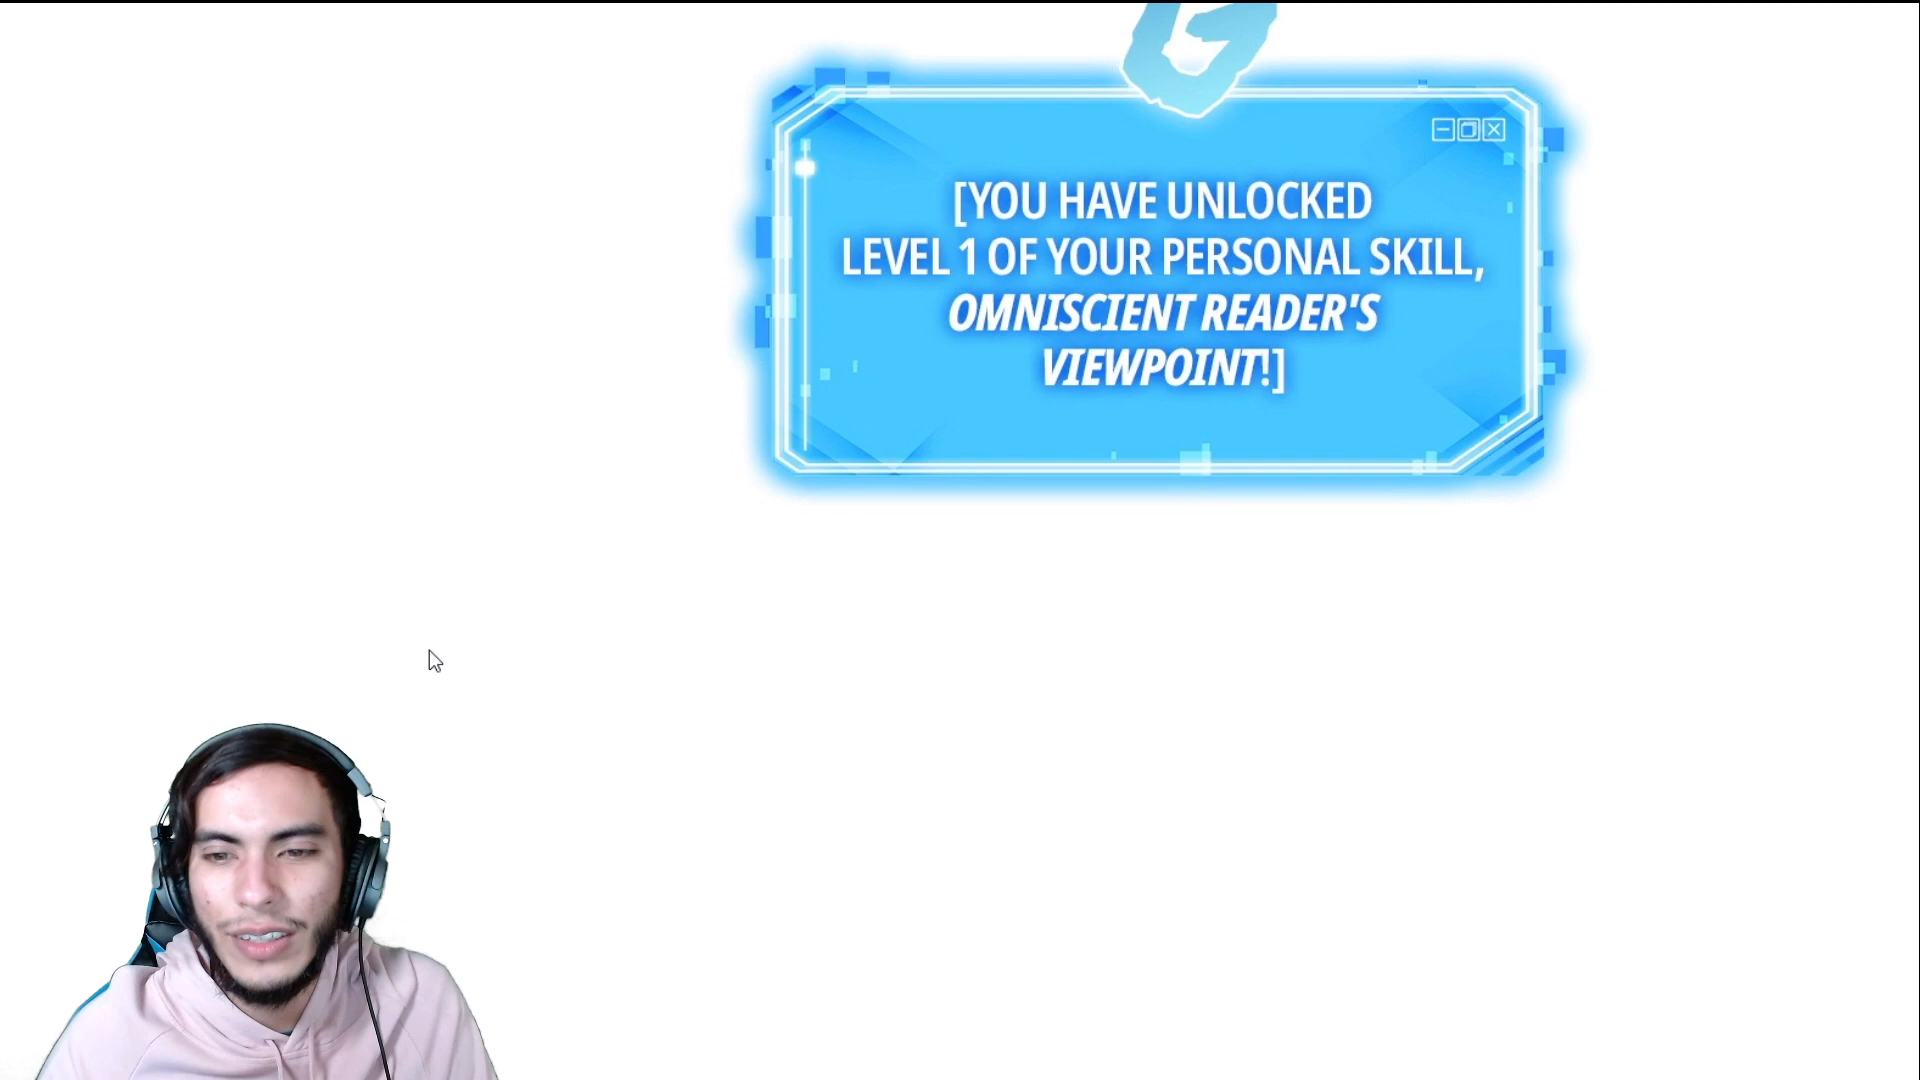 [YOU HAVE UNLOCKED
LEVEL 1 OF YOUR PERSONAL SKILL,
OMNISCIENT READER'S
VIEWPOINT!]